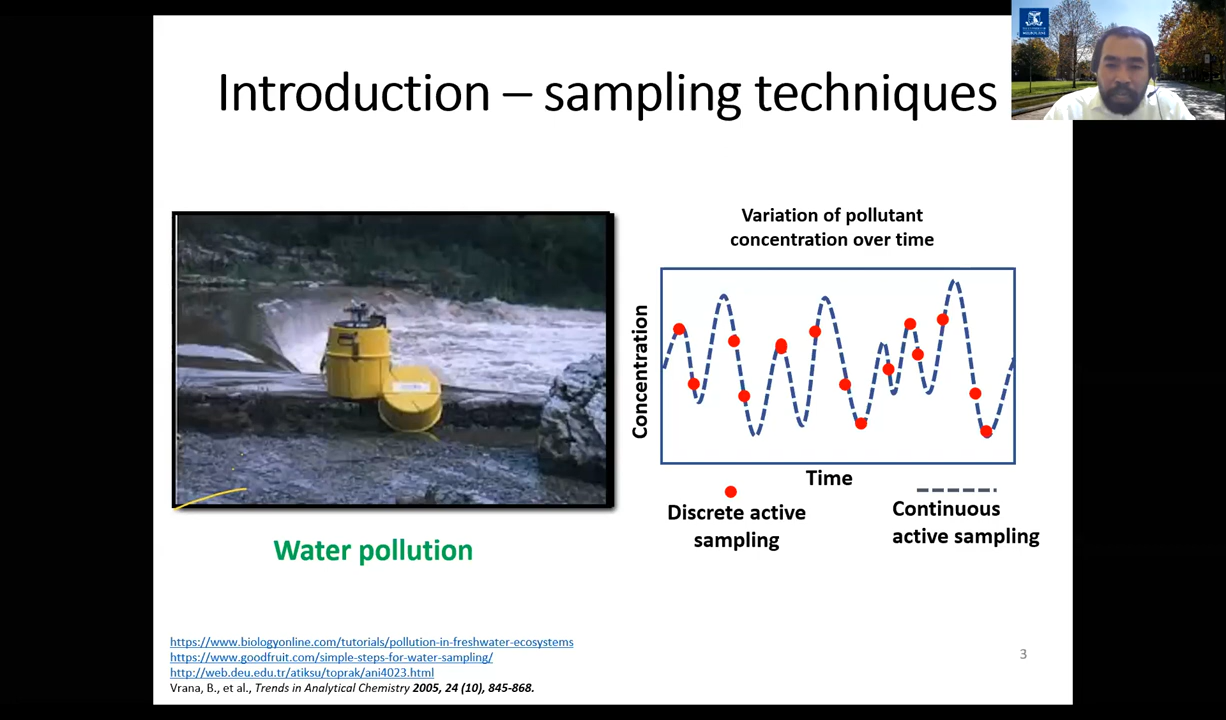 Introduction – sampling techniques
Variation of pollutant
concentration over time
Concentration
Time
Discrete active
sampling
Continuous
active sampling
Water pollution
https://www.biologyonline.com/tutorials/pollution-in-freshwater-ecosystems
https://www.goodfruit.com/simple-steps-for-water-sampling/
http://web.deu.edu.tr/atiksu/toprak/ani4023.html
Vrana, B., et al., Trends in Analytical Chemistry 2005, 24 (10), 845-868.
3